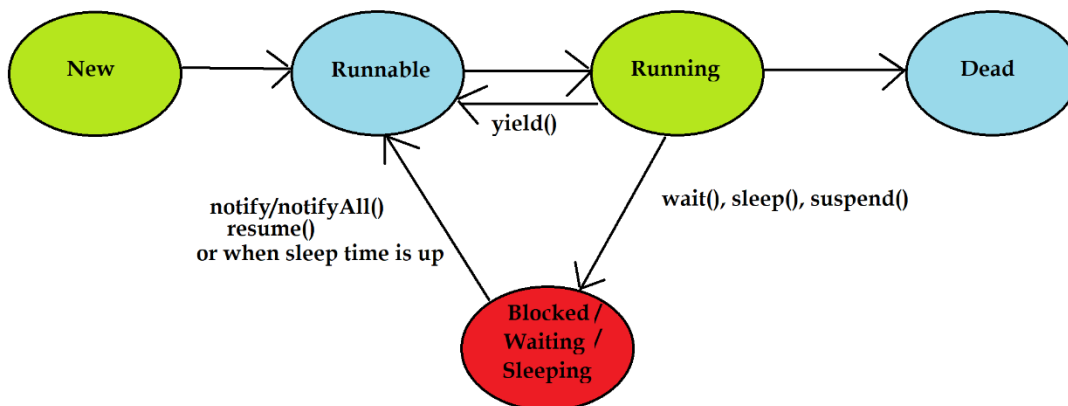 New
Runnable
Running
Dead
yield()
wait(), sleep(), suspend()
notify/notifyAll()
resume()
or when sleep time is up
Blocked /
Waiting /
Sleeping